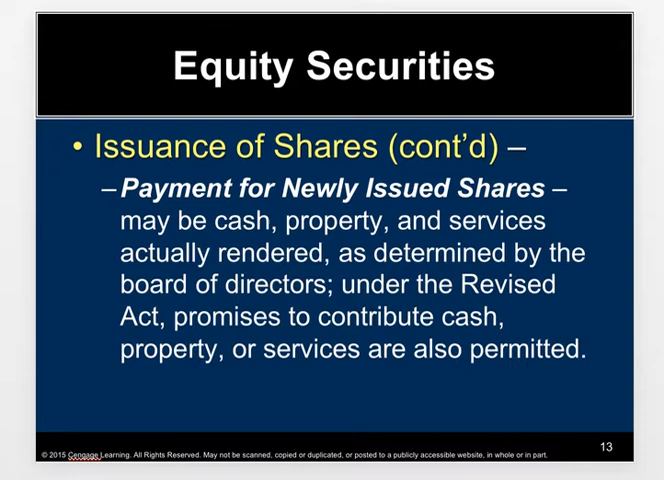 Equity Securities
• Issuance of Shares (cont’d) –
–Payment for Newly Issued Shares –
may be cash, property, and services
actually rendered, as determined by the
board of directors; under the Revised
Act, promises to contribute cash,
property, or services are also permitted.
13
© 2015 Cengage Learning. All Rights Reserved. May not be scanned, copied or duplicated, or posted to a publicly accessible website, in whole or in part.